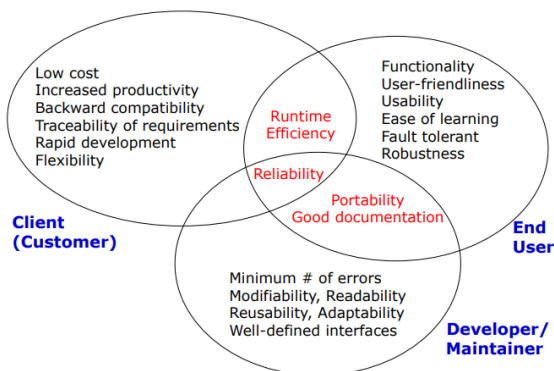 Low cost
Increased productivity
Backward compatibility
Traceability of requirements
Rapid development
Flexibility
Runtime
Efficiency
Functionality
User-friendliness
Usability
Ease of learning
Fault tolerant
Robustness
Reliability
Portability
Good documentation
Client
(Customer)
End
User
Minimum # of errors
Modifiability, Readability
Reusability, Adaptability
Well-defined interfaces
Developer/
Maintainer